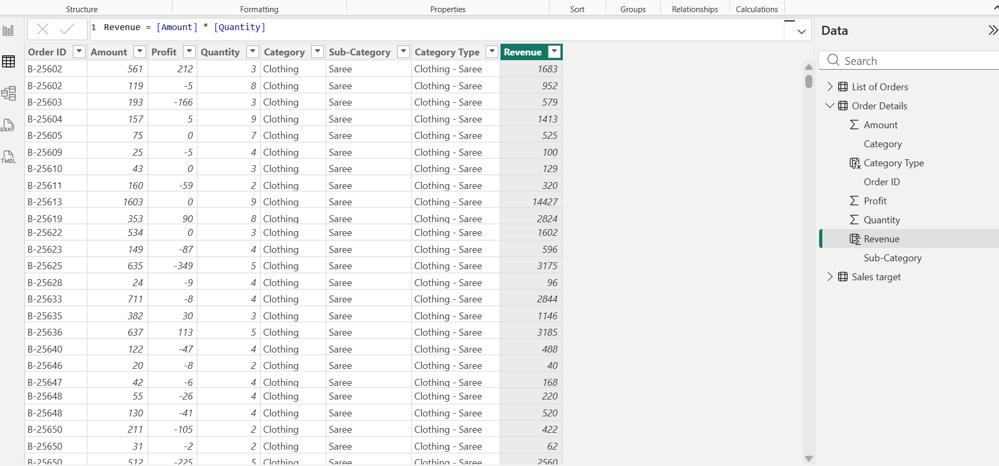 Structure Formatting Properties Sort Groups Relationships Calculations
1 Revenue = [Amount] * [Quantity]
Order ID Amount Profit Quantity Category Sub-Category Category Type Revenue
B-25602 561 212 3 Clothing Saree Clothing - Saree 1683
B-25602 119 -5 8 Clothing Saree Clothing - Saree 952
B-25603 193 -166 3 Clothing Saree Clothing - Saree 579
B-25604 157 5 9 Clothing Saree Clothing - Saree 1413
B-25605 75 0 7 Clothing Saree Clothing - Saree 525
B-25609 25 -5 4 Clothing Saree Clothing - Saree 100
B-25610 43 0 3 Clothing Saree Clothing - Saree 129
B-25611 160 -59 2 Clothing Saree Clothing - Saree 320
B-25613 1603 0 9 Clothing Saree Clothing - Saree 14427
B-25619 353 90 8 Clothing Saree Clothing - Saree 2824
B-25622 534 0 3 Clothing Saree Clothing - Saree 1602
B-25623 149 -87 4 Clothing Saree Clothing - Saree 596
B-25625 635 -349 5 Clothing Saree Clothing - Saree 3175
B-25628 24 -9 4 Clothing Saree Clothing - Saree 96
B-25633 711 -8 4 Clothing Saree Clothing - Saree 2844
B-25635 382 30 3 Clothing Saree Clothing - Saree 1146
B-25636 637 113 5 Clothing Saree Clothing - Saree 3185
B-25640 122 -47 4 Clothing Saree Clothing - Saree 488
B-25646 20 -8 2 Clothing Saree Clothing - Saree 40
B-25647 42 -6 4 Clothing Saree Clothing - Saree 168
B-25648 55 -26 4 Clothing Saree Clothing - Saree 220
B-25648 130 -41 4 Clothing Saree Clothing - Saree 520
B-25650 211 -105 2 Clothing Saree Clothing - Saree 422
B-25650 31 -2 2 Clothing Saree Clothing - Saree 62
B-25650 512 -225 5 Clothing Saree Clothing - Saree 2560
DAX
TMDL
Data
Search
List of Orders
Order Details
Amount
Category
Category Type
Order ID
Profit
Quantity
Revenue
Sub-Category
Sales target